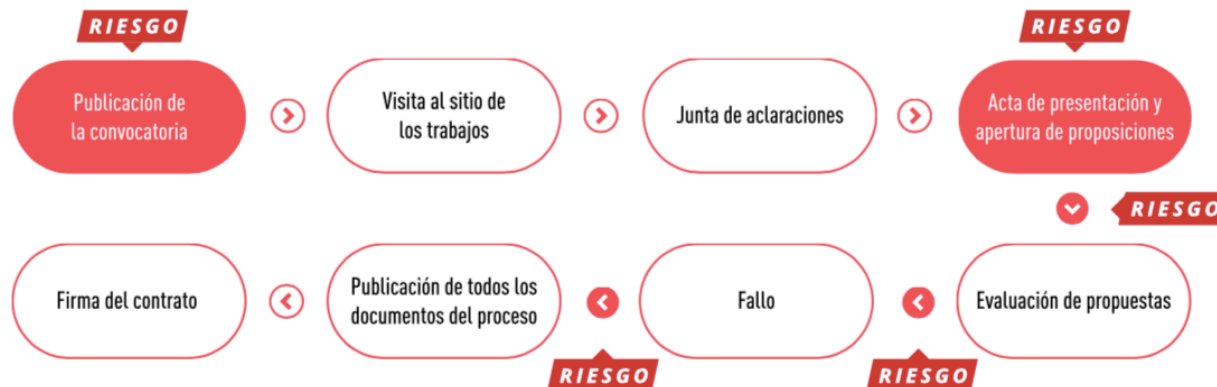 RIESGO
RIESGO
Publicación de
la convocatoria
Visita al sitio de
los trabajos
Junta de aclaraciones
Acta de presentación y
apertura de proposiciones
RIESGO
Evaluación de propuestas
Fallo
Publicación de todos los
documentos del proceso
Firma del contrato
RIESGO
RIESGO